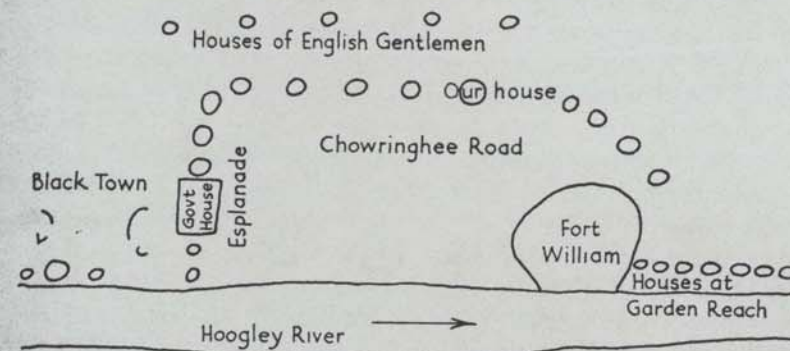 Houses of English Gentlemen
Our house
Chowringhee Road
Black Town
Govt
House
Esplanade
Fort
William
Houses at
Garden Reach
Hoogley River